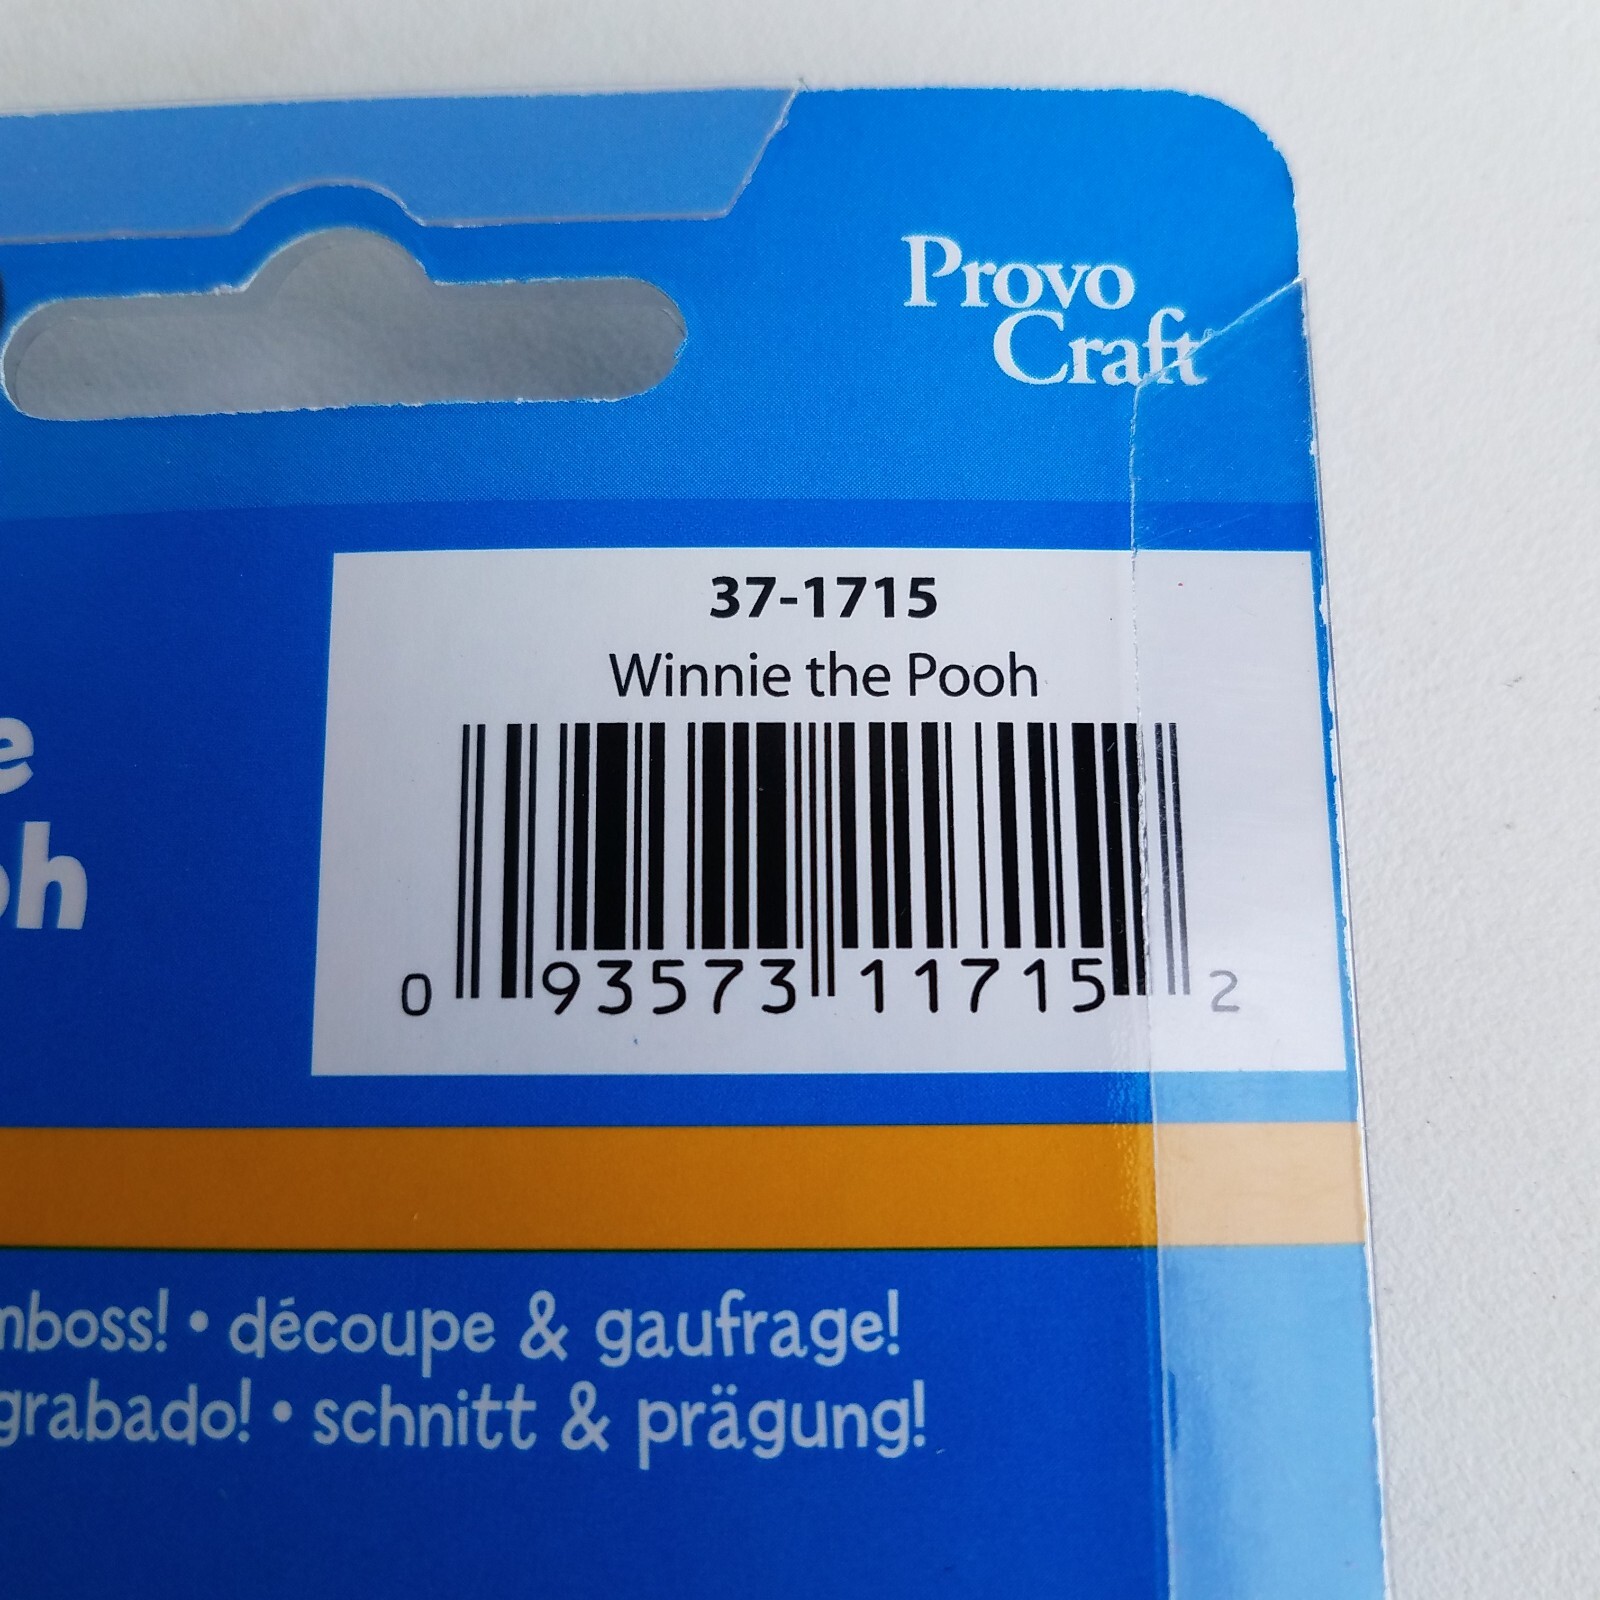 Provo
Craft
37-1715
Winnie the Pooh
0 93573 11715 2
découpe & gaufrage!
schnitt & prägung!